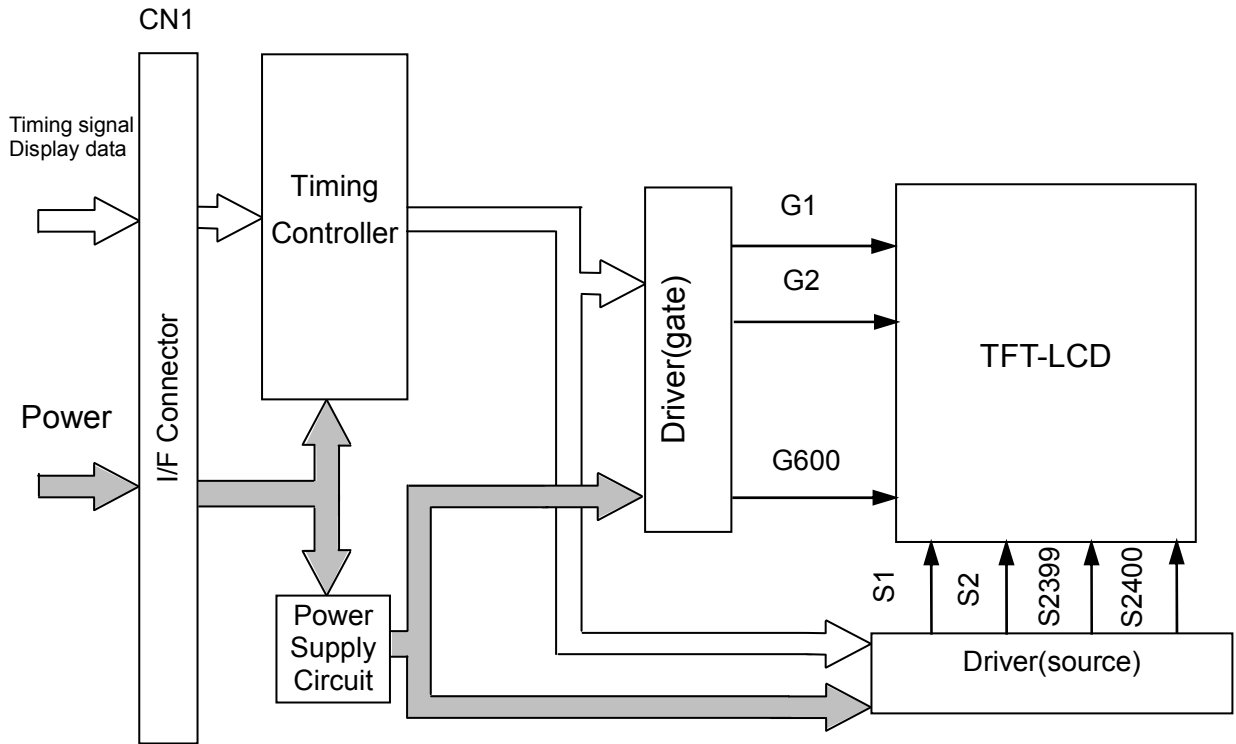 CN1
Timing signal
Display data
Power
I/F Connector
Timing
Controller
Power
Supply
Circuit
Driver(gate)
G1
G2
G600
TFT-LCD
S1
S2
S2399
S2400
Driver(source)